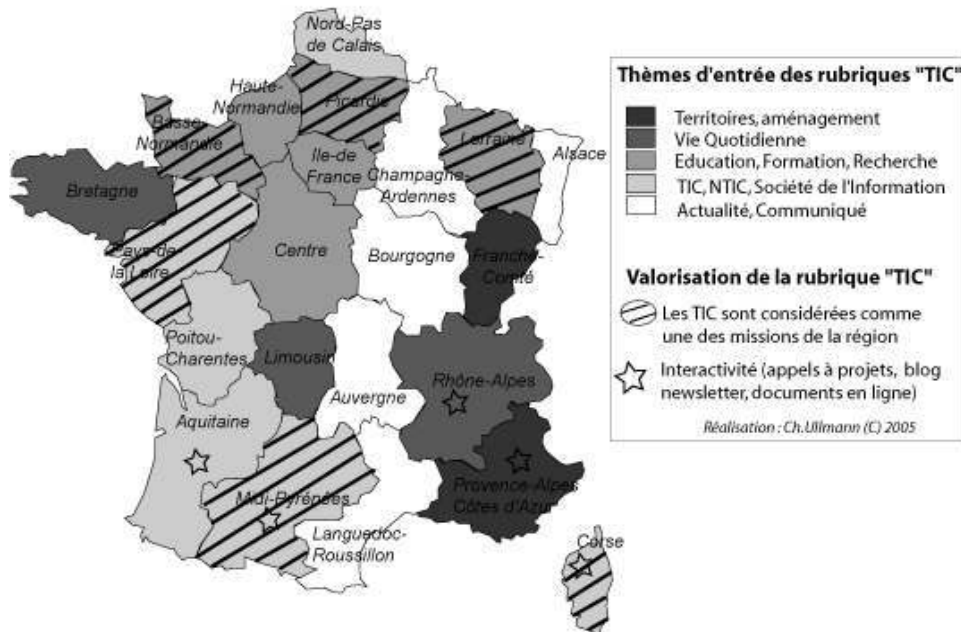 Nord-Pas
de Calais
Haute-
Normandie
Picardie
Basse-
Normandie
Ile-de
France
Lorraine
Alsace
Champagne-
Ardennes
Bretagne
Pays-de
la Loire
Centre
Bourgogne
Franche-
Comté
Poitou-
Charentes
Limousin
Auvergne
Rhône-Alpes
Aquitaine
Midi-Pyrénées
Languedoc-
Roussillon
Provence-Alpes
Côtes d'Azur
Corse
Thèmes d'entrée des rubriques "TIC"
Territoires, aménagement
Vie Quotidienne
Education, Formation, Recherche
TIC, NTIC, Société de l'Information
Actualité, Communiqué
Valorisation de la rubrique "TIC"
Les TIC sont considérées comme
une des missions de la région
Interactivité (appels à projets, blog
newsletter, documents en ligne)
Réalisation : Ch.Ullmann (C) 2005